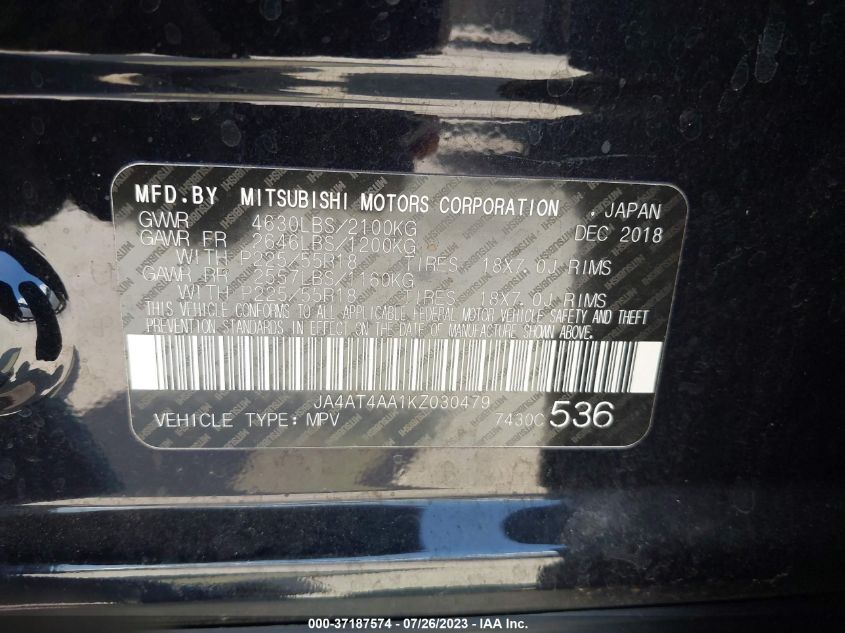 MFD.BY MITSUBISHI MOTORS CORPORATION , JAPAN
GVWR 4630LBS/2100KG DEC 2018
GAWR FR 2646LBS/1200KG
WITH P225/55R18 TIRES, 18X7.0J RIMS
GAWR RR 2557LBS/1160KG
WITH P225/55R18 TIRES, 18X7.0J RIMS
THIS VEHICLE CONFORMS TO ALL APPLICABLE FEDERAL MOTOR VEHICLE SAFETY AND THEFT
PREVENTION STANDARDS IN EFFECT ON THE DATE OF MANUFACTURE SHOWN ABOVE.
JA4AT4AA1KZ030479
VEHICLE TYPE: MPV 7430C 536
000-37187574 - 07/26/2023 - © IAA Inc.